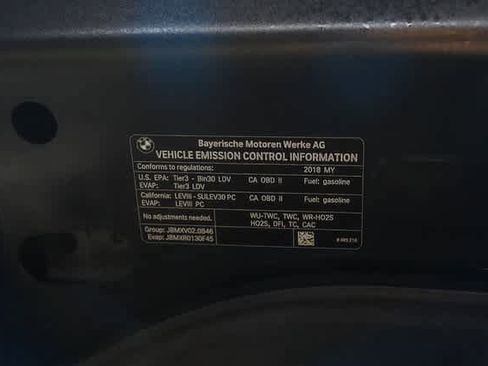 Bayerische Motoren Werke AG
VEHICLE EMISSION CONTROL INFORMATION
Conforms to regulations: 2018 MY
U.S. EPA: Tier3 - Bin30 LDV CA OBD II Fuel: gasoline
EVAP: Tier3 LDV
California: LEVIII - SULEV30 PC CA OBD II Fuel: gasoline
EVAP: LEVIII PC
No adjustments needed. WU-TWC, TWC, WR-HO2S
HO2S, DFI, TC, CAC
Group: JBMXV02.0B46
Evap: JBMXR0130F45